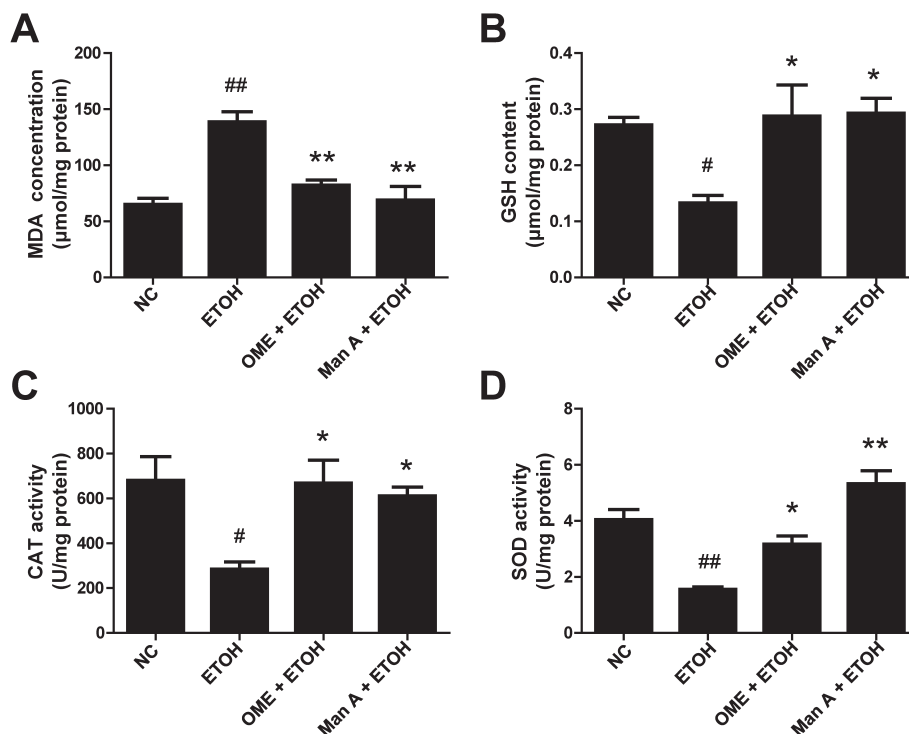 A
MDA concentration
(μmol/mg protein)
200
150
100
50
0
##
**
**
NC
ETOH
OME + ETOH
Man A + ETOH
B
GSH content
(μmol/mg protein)
0.4
0.3
0.2
0.1
0.0
#
*
*
NC
ETOH
OME + ETOH
Man A + ETOH
C
CAT activity
(U/mg protein)
1000
800
600
400
200
0
#
*
*
NC
ETOH
OME + ETOH
Man A + ETOH
D
SOD activity
(U/mg protein)
8
6
4
2
0
##
*
**
NC
ETOH
OME + ETOH
Man A + ETOH